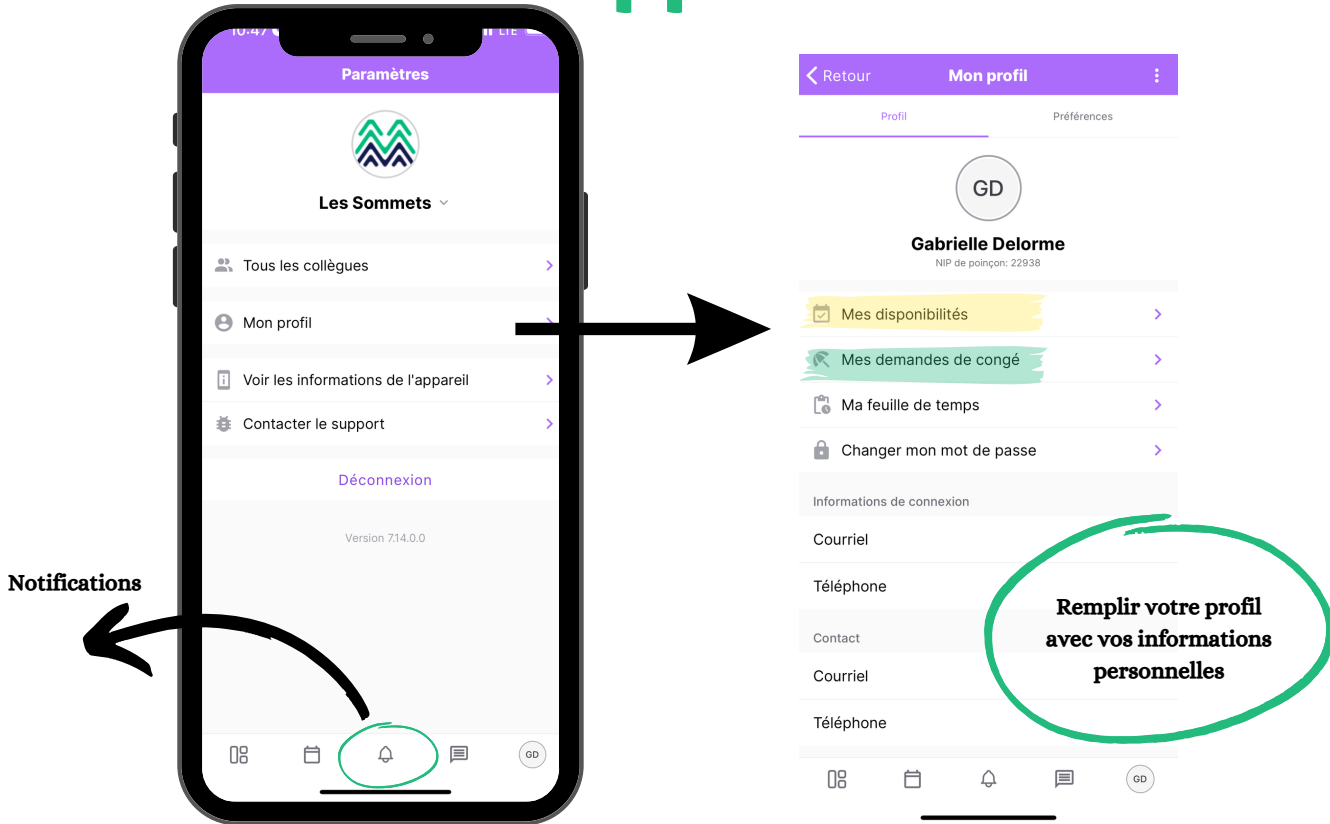 10:47
LTE
Paramètres
Les Sommets
Tous les collègues
Mon profil
Voir les informations de l'appareil
Contacter le support
Déconnexion
Version 7.14.0.0
GD
Notifications
Retour
Mon profil
Profil
Préférences
GD
Gabrielle Delorme
NIP de poinçon: 22938
Mes disponibilités
Mes demandes de congé
Ma feuille de temps
Changer mon mot de passe
Informations de connexion
Courriel
Téléphone
Contact
Courriel
Téléphone
GD
Remplir votre profil
avec vos informations
personnelles